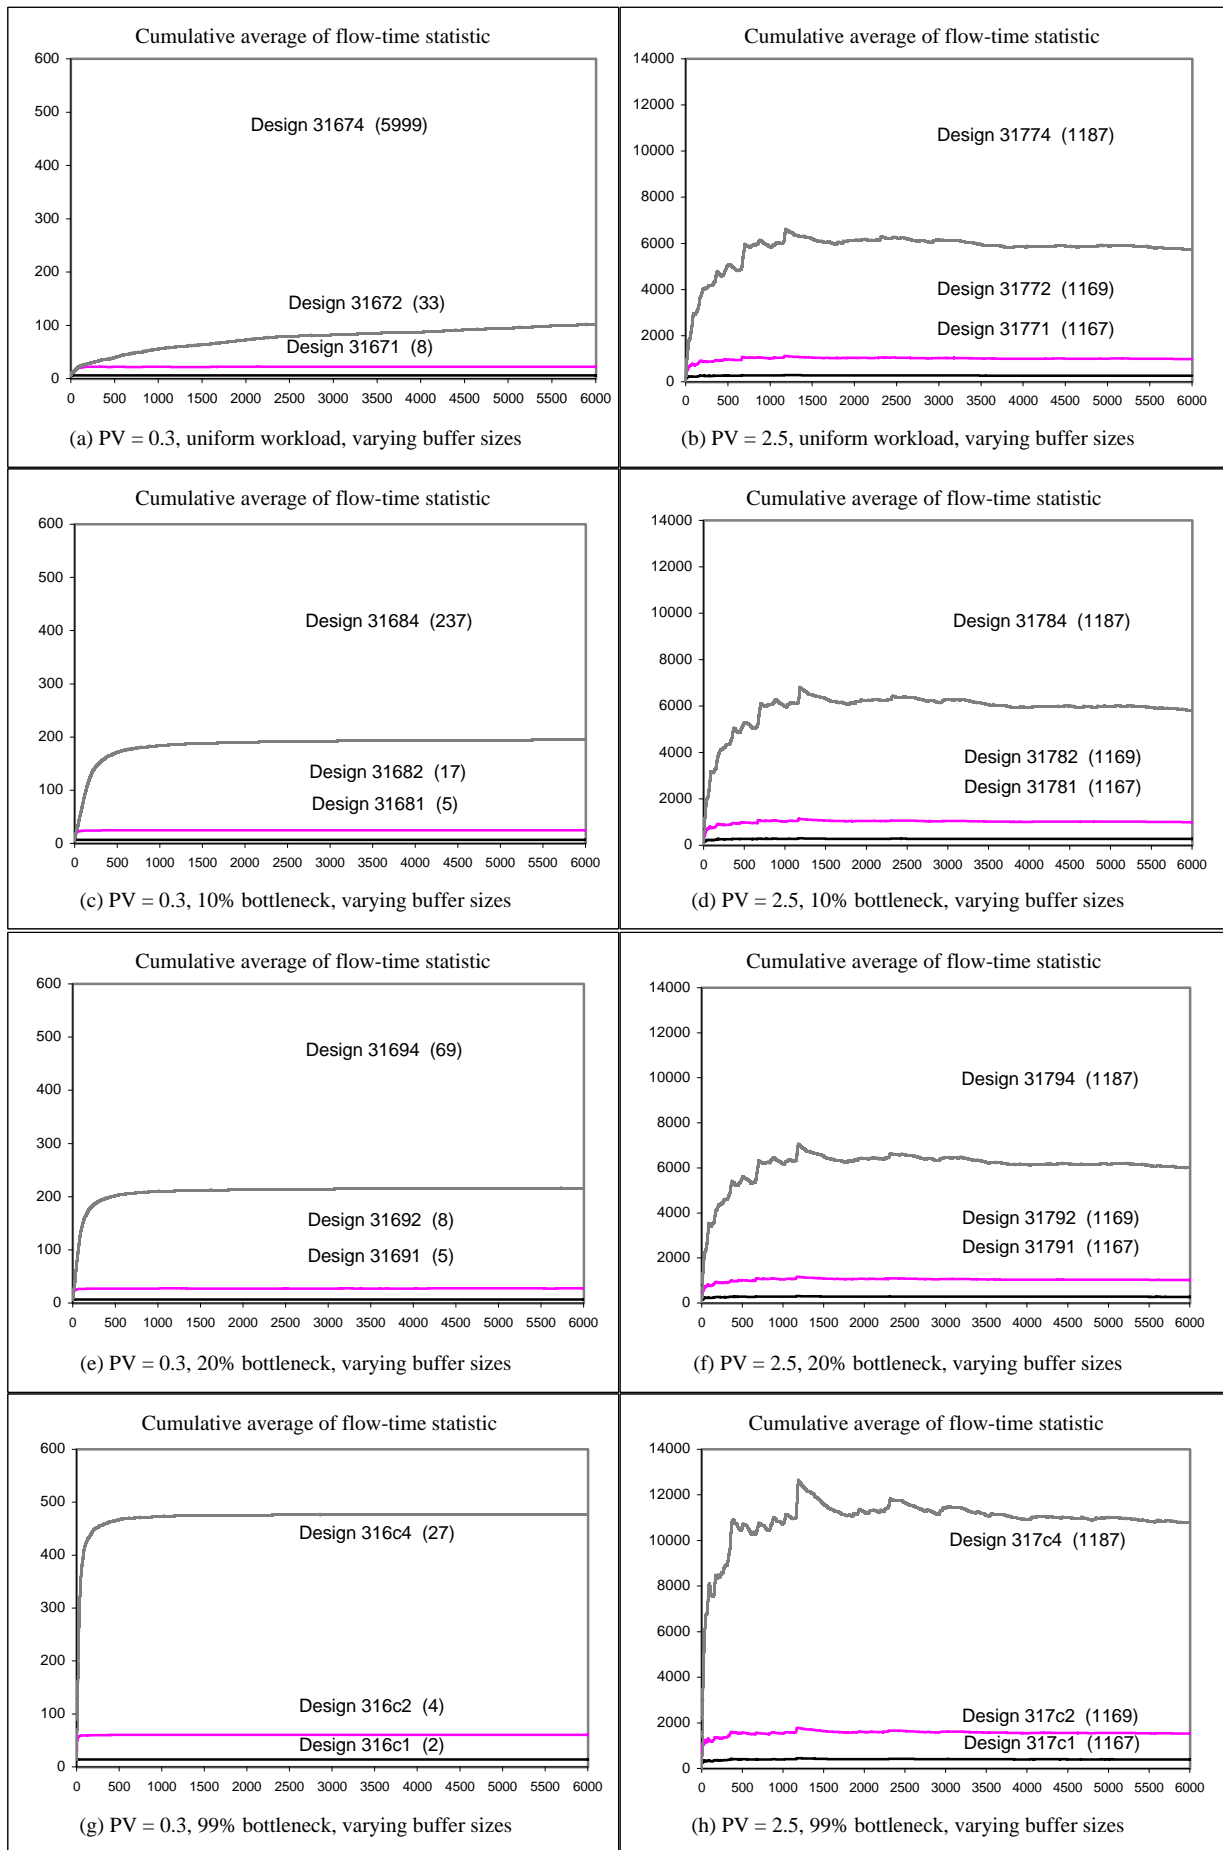 Cumulative average of flow-time statistic
600
500
400
300
200
100
0
Design 31674 (5999)
Design 31672 (33)
Design 31671 (8)
0 500 1000 1500 2000 2500 3000 3500 4000 4500 5000 5500 6000
(a) PV = 0.3, uniform workload, varying buffer sizes
Cumulative average of flow-time statistic
14000
12000
10000
8000
6000
4000
2000
0
Design 31774 (1187)
Design 31772 (1169)
Design 31771 (1167)
0 500 1000 1500 2000 2500 3000 3500 4000 4500 5000 5500 6000
(b) PV = 2.5, uniform workload, varying buffer sizes
Cumulative average of flow-time statistic
600
500
400
300
200
100
0
Design 31684 (237)
Design 31682 (17)
Design 31681 (5)
0 500 1000 1500 2000 2500 3000 3500 4000 4500 5000 5500 6000
(c) PV = 0.3, 10% bottleneck, varying buffer sizes
Cumulative average of flow-time statistic
14000
12000
10000
8000
6000
4000
2000
0
Design 31784 (1187)
Design 31782 (1169)
Design 31781 (1167)
0 500 1000 1500 2000 2500 3000 3500 4000 4500 5000 5500 6000
(d) PV = 2.5, 10% bottleneck, varying buffer sizes
Cumulative average of flow-time statistic
600
500
400
300
200
100
0
Design 31694 (69)
Design 31692 (8)
Design 31691 (5)
0 500 1000 1500 2000 2500 3000 3500 4000 4500 5000 5500 6000
(e) PV = 0.3, 20% bottleneck, varying buffer sizes
Cumulative average of flow-time statistic
14000
12000
10000
8000
6000
4000
2000
0
Design 31794 (1187)
Design 31792 (1169)
Design 31791 (1167)
0 500 1000 1500 2000 2500 3000 3500 4000 4500 5000 5500 6000
(f) PV = 2.5, 20% bottleneck, varying buffer sizes
Cumulative average of flow-time statistic
600
500
400
300
200
100
0
Design 316c4 (27)
Design 316c2 (4)
Design 316c1 (2)
0 500 1000 1500 2000 2500 3000 3500 4000 4500 5000 5500 6000
(g) PV = 0.3, 99% bottleneck, varying buffer sizes
Cumulative average of flow-time statistic
14000
12000
10000
8000
6000
4000
2000
0
Design 317c4 (1187)
Design 317c2 (1169)
Design 317c1 (1167)
0 500 1000 1500 2000 2500 3000 3500 4000 4500 5000 5500 6000
(h) PV = 2.5, 99% bottleneck, varying buffer sizes